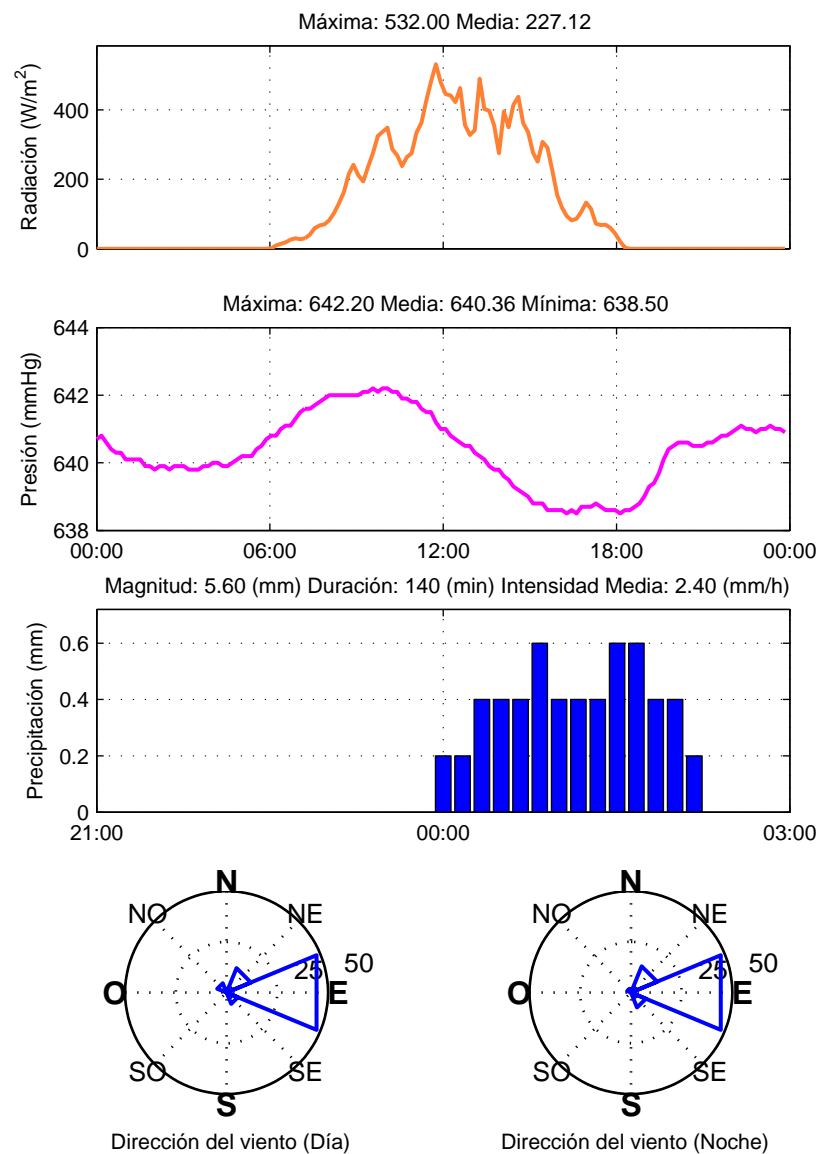 Máxima: 532.00 Media: 227.12
Radiación (W/m²)
400
200
0
Máxima: 642.20 Media: 640.36 Mínima: 638.50
Presión (mmHg)
644
642
640
638
00:00 06:00 12:00 18:00 00:00
Magnitud: 5.60 (mm) Duración: 140 (min) Intensidad Media: 2.40 (mm/h)
Precipitación (mm)
0.6
0.4
0.2
0
21:00 00:00 03:00
N
NO NE
25 50
O E
SO SE
S
Dirección del viento (Día)
N
NO NE
25 50
O E
SO SE
S
Dirección del viento (Noche)